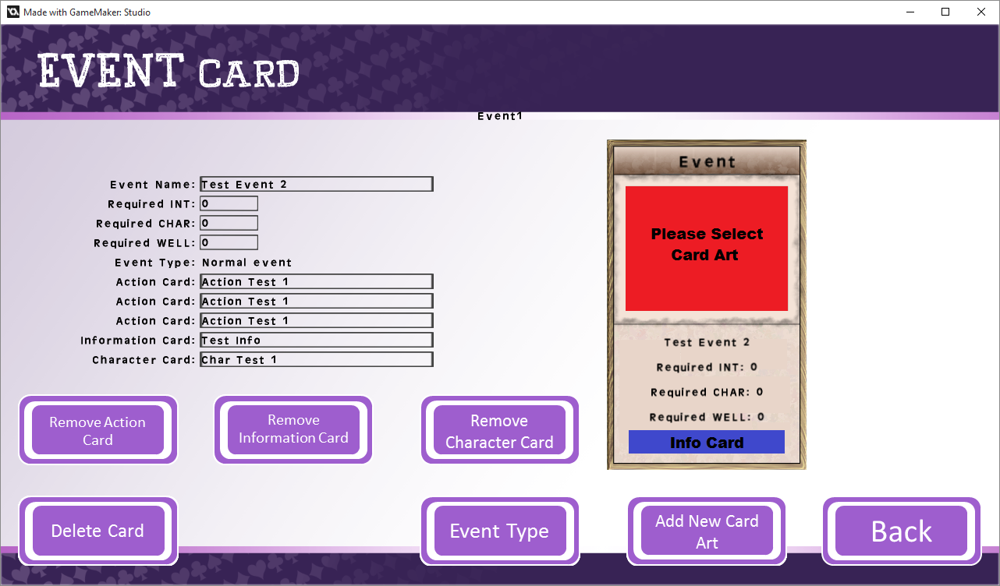 Made with GameMaker: Studio
EVENT CARD
Event1
Event Name: Test Event 2
Required INT: 0
Required CHAR: 0
Required WELL: 0
Event Type: Normal event
Action Card: Action Test 1
Action Card: Action Test 1
Action Card: Action Test 1
Information Card: Test Info
Character Card: Char Test 1
Event
Please Select
Card Art
Test Event 2
Required INT: 0
Required CHAR: 0
Required WELL: 0
Info Card
Remove Action
Card
Remove
Information Card
Remove
Character Card
Delete Card
Event Type
Add New Card
Art
Back